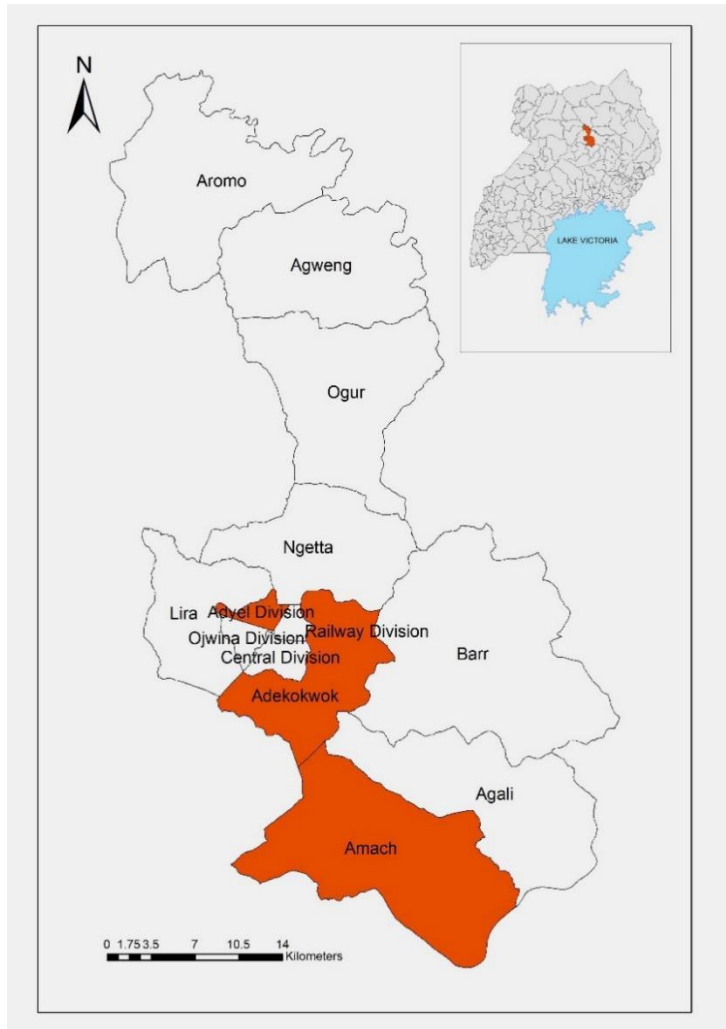 N
Aromo
LAKE VICTORIA
Agweng
Ogur
Ngetta
Lira
Adyel Division
Railway Division
Ojwina Division
Central Division
Barr
Adekokwok
Agali
Amach
0 1.75 3.5 7 10.5 14
Kilometers